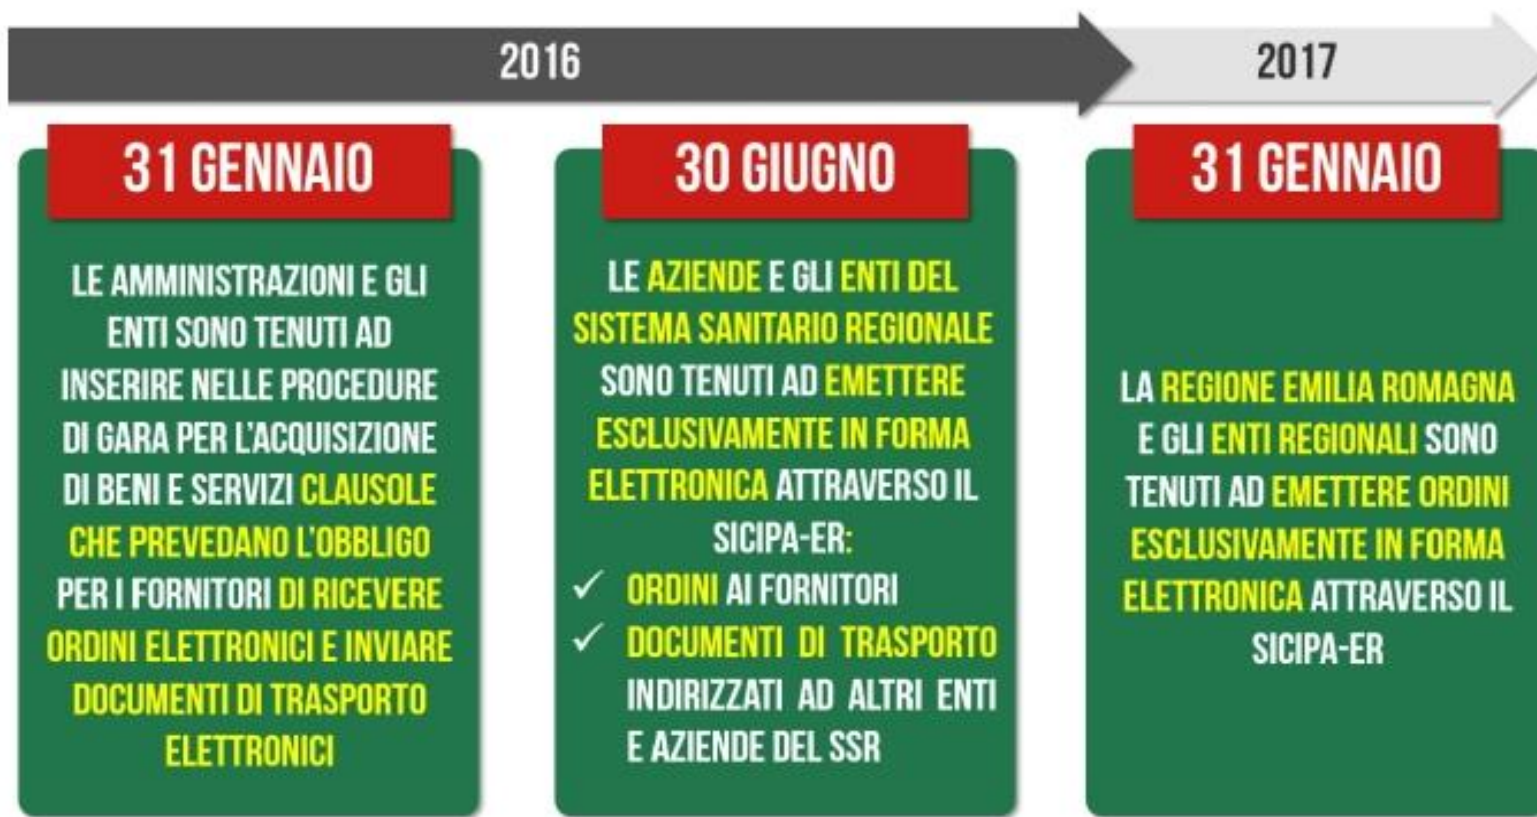 2016
2017
31 GENNAIO
LE AMMINISTRAZIONI E GLI
ENTI SONO TENUTI AD
INSERIRE NELLE PROCEDURE
DI GARA PER L'ACQUISIZIONE
DI BENI E SERVIZI CLAUSOLE
CHE PREVEDANO L'OBBLIGO
PER I FORNITORI DI RICEVERE
ORDINI ELETTRONICI E INVIARE
DOCUMENTI DI TRASPORTO
ELETTRONICI
30 GIUGNO
LE AZIENDE E GLI ENTI DEL
SISTEMA SANITARIO REGIONALE
SONO TENUTI AD EMETTERE
ESCLUSIVAMENTE IN FORMA
ELETTRONICA ATTRAVERSO IL
SICIPA-ER:
✓ ORDINI AI FORNITORI
✓ DOCUMENTI DI TRASPORTO
INDIRIZZATI AD ALTRI ENTI
E AZIENDE DEL SSR
31 GENNAIO
LA REGIONE EMILIA ROMAGNA
E GLI ENTI REGIONALI SONO
TENUTI AD EMETTERE ORDINI
ESCLUSIVAMENTE IN FORMA
ELETTRONICA ATTRAVERSO IL
SICIPA-ER